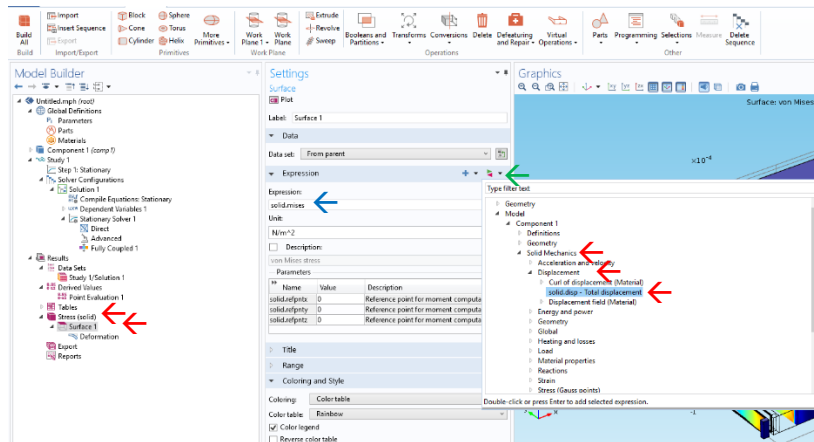 Import
Insert Sequence
Export
Build All
Build
Import/Export
Block
Cone
Cylinder
Sphere
Torus
Helix
More Primitives
Primitives
Work Plane 1
Work Plane
Work Plane
Extrude
Revolve
Sweep
Booleans and Partitions
Transforms
Conversions
Delete
Defeaturing and Repair
Virtual Operations
Operations
Parts
Programming
Selections
Measure
Delete Sequence
Other
Model Builder
Untitled.mph (root)
Global Definitions
Parameters
Parts
Materials
Component 1 (comp1)
Study 1
Step 1: Stationary
Solver Configurations
Solution 1
Compile Equations: Stationary
Dependent Variables 1
Stationary Solver 1
Direct
Advanced
Fully Coupled 1
Results
Data Sets
Study 1/Solution 1
Derived Values
Point Evaluation 1
Tables
Stress (solid)
Surface 1
Deformation
Export
Reports
Settings
Surface
Plot
Label: Surface 1
Data
Data set: From parent
Expression
Expression:
solid.mises
Unit:
N/m^2
Description:
von Mises stress
Parameters
Name Value Description
solid.refpntx 0 Reference point for moment computa
solid.refpnty 0 Reference point for moment computa
solid.refpntz 0 Reference point for moment computa
Title
Range
Coloring and Style
Coloring: Color table
Color table: Rainbow
Color legend
Reverse color table
Graphics
Surface: von Mises
×10⁻⁴
Type filter text
Geometry
Model
Component 1
Definitions
Geometry
Solid Mechanics
Acceleration and velocity
Displacement
Curl of displacement (Material)
solid.disp - Total displacement
Displacement field (Material)
Energy and power
Geometry
Global
Heating and losses
Load
Material properties
Reactions
Strain
Stress (Gauss points)
Double-click or press Enter to add selected expression.
x
-1